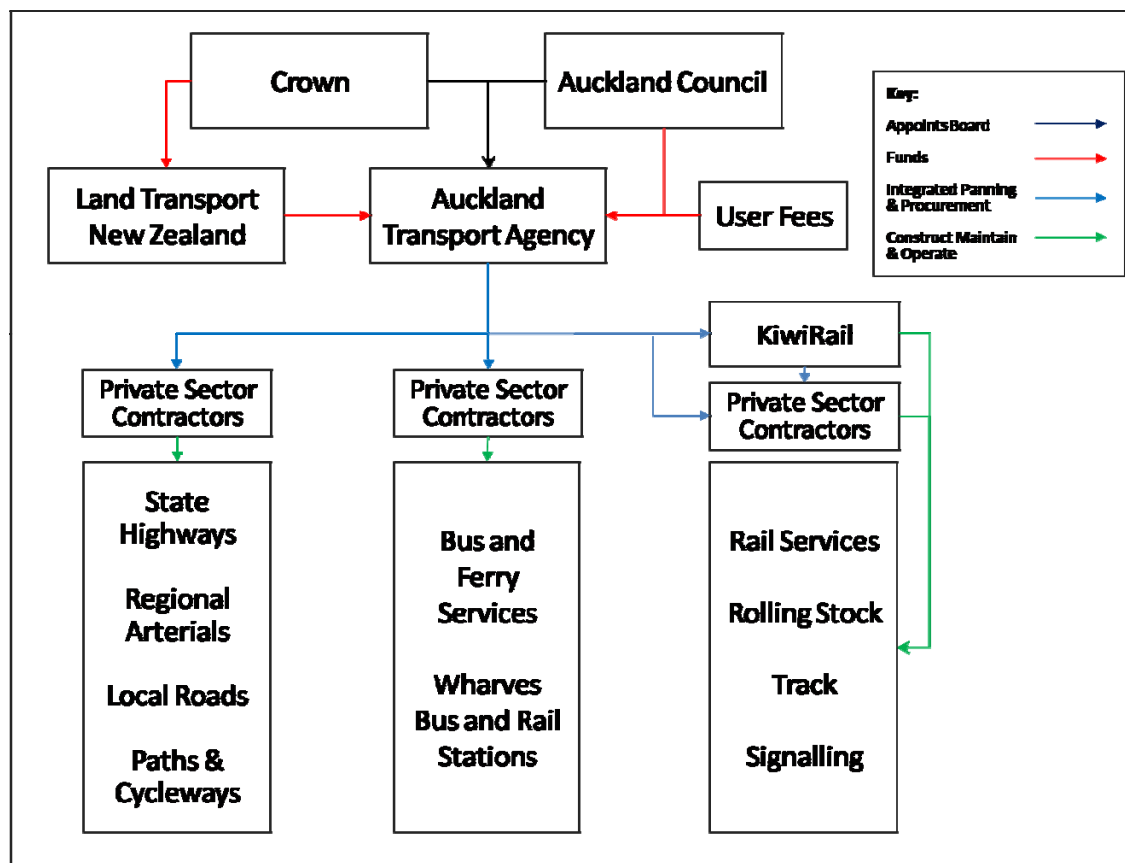 Crown
Auckland Council
Key:
Appoints Board
Funds
Integrated Panning
& Procurement
Construct Maintain
& Operate
Land Transport
New Zealand
Auckland
Transport Agency
User Fees
KiwiRail
Private Sector
Contractors
Private Sector
Contractors
Private Sector
Contractors
State
Highways
Regional
Arterials
Local Roads
Paths &
Cycleways
Bus and
Ferry
Services
Wharves
Bus and Rail
Stations
Rail Services
Rolling Stock
Track
Signalling